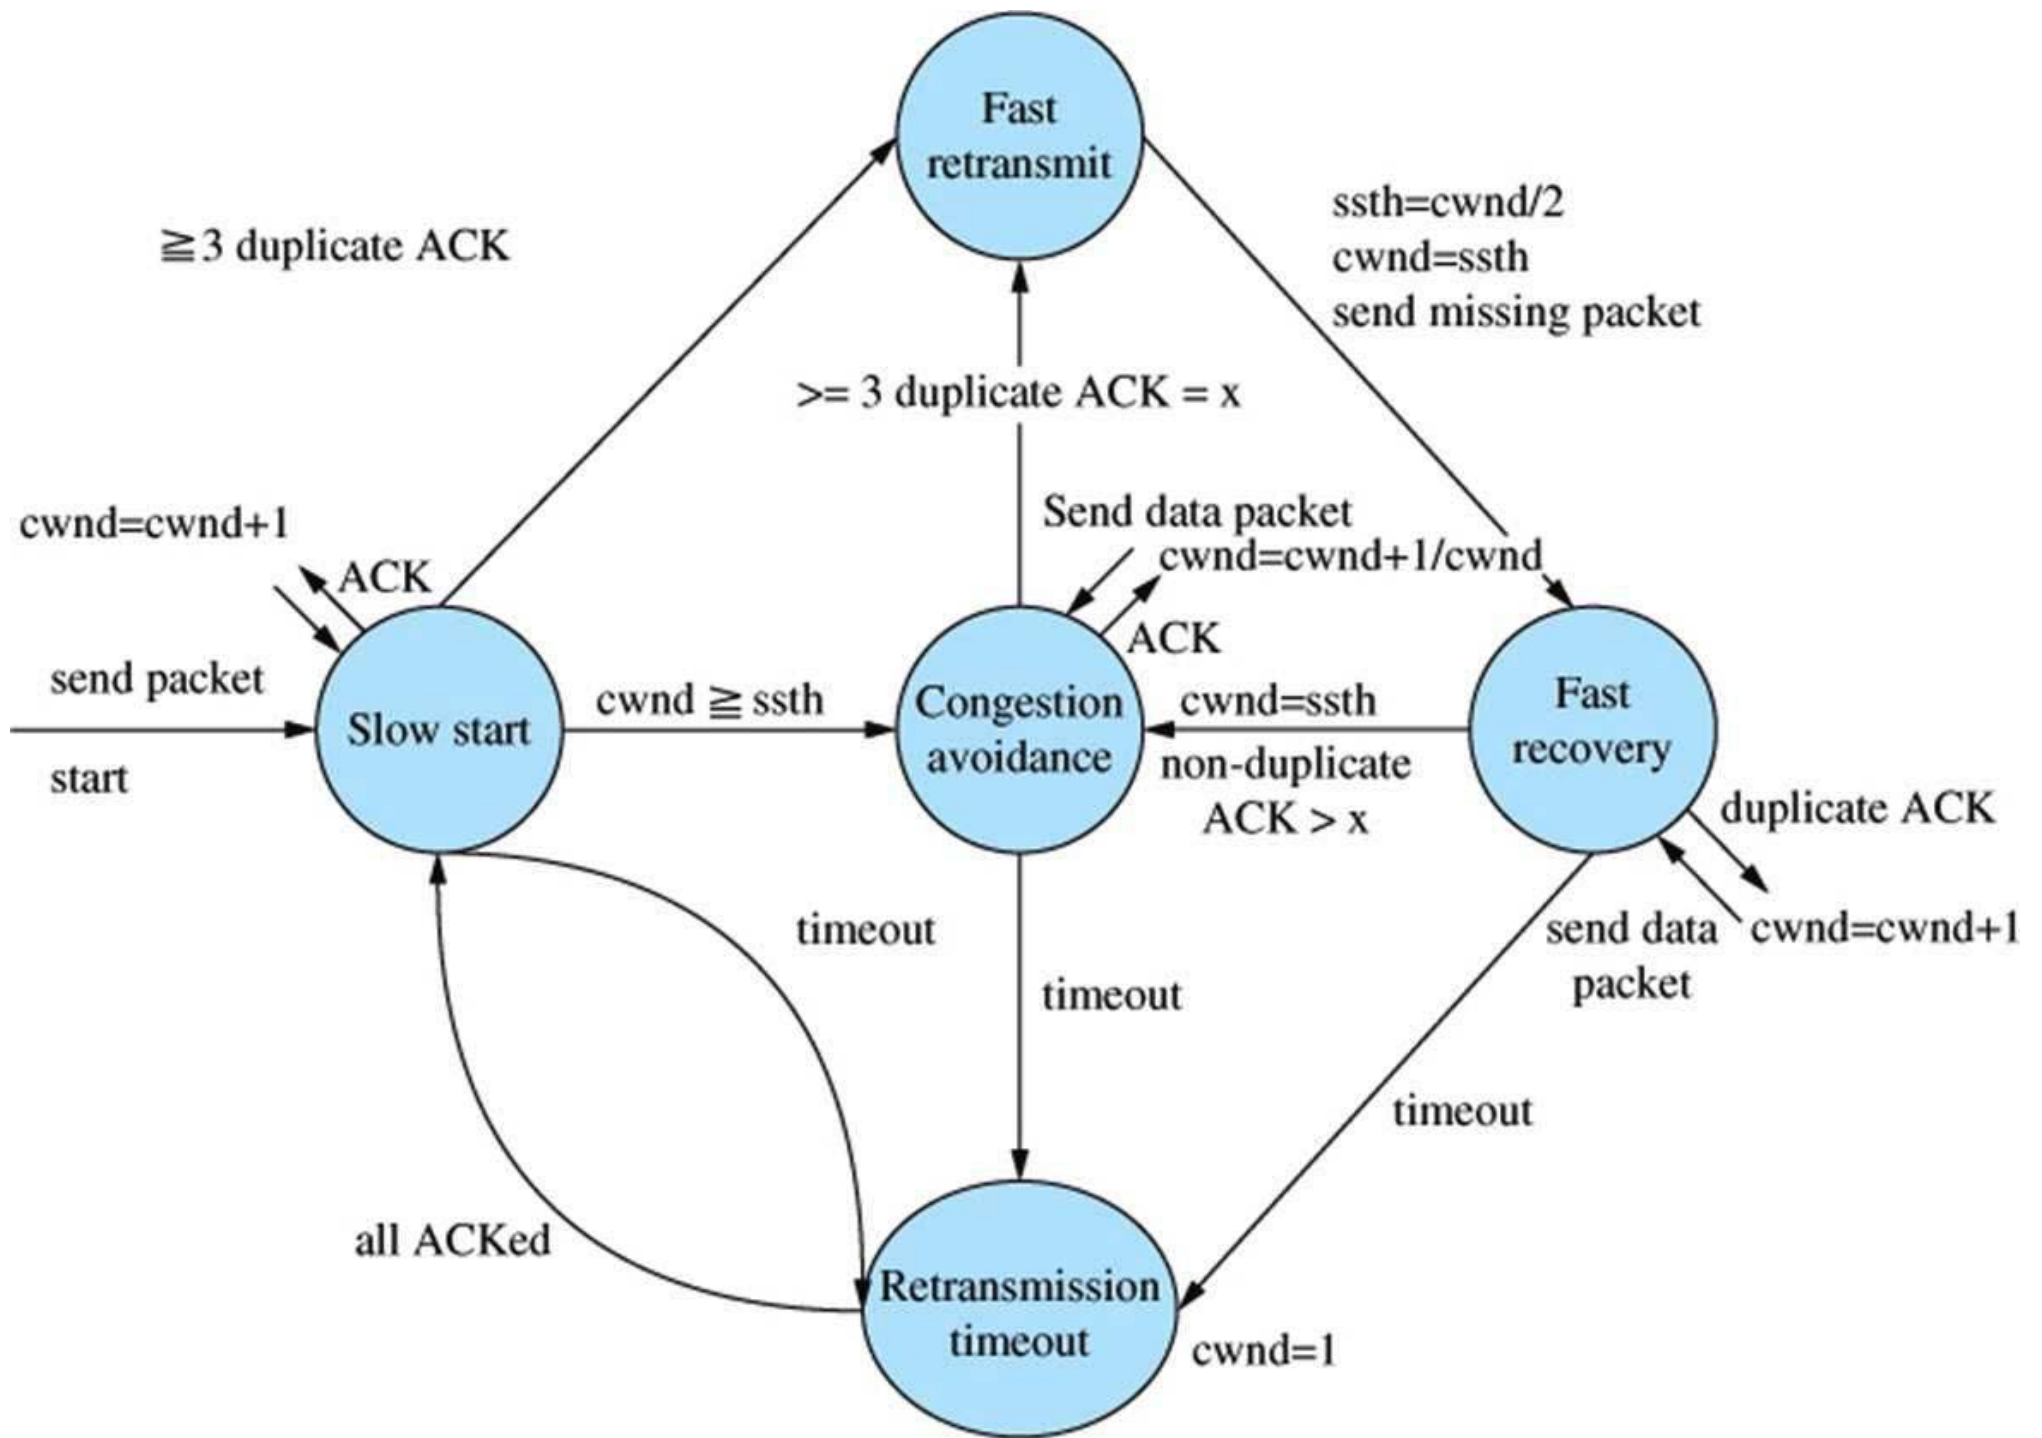 Fast
retransmit
ssth=cwnd/2
cwnd=ssth
send missing packet
≧3 duplicate ACK
>= 3 duplicate ACK = x
cwnd=cwnd+1
ACK
Send data packet
cwnd=cwnd+1/cwnd
ACK
send packet
start
Slow start
cwnd ≧ ssth
Congestion
avoidance
cwnd=ssth
non-duplicate
ACK > x
Fast
recovery
duplicate ACK
cwnd=cwnd+1
send data
packet
timeout
timeout
timeout
all ACKed
Retransmission
timeout
cwnd=1